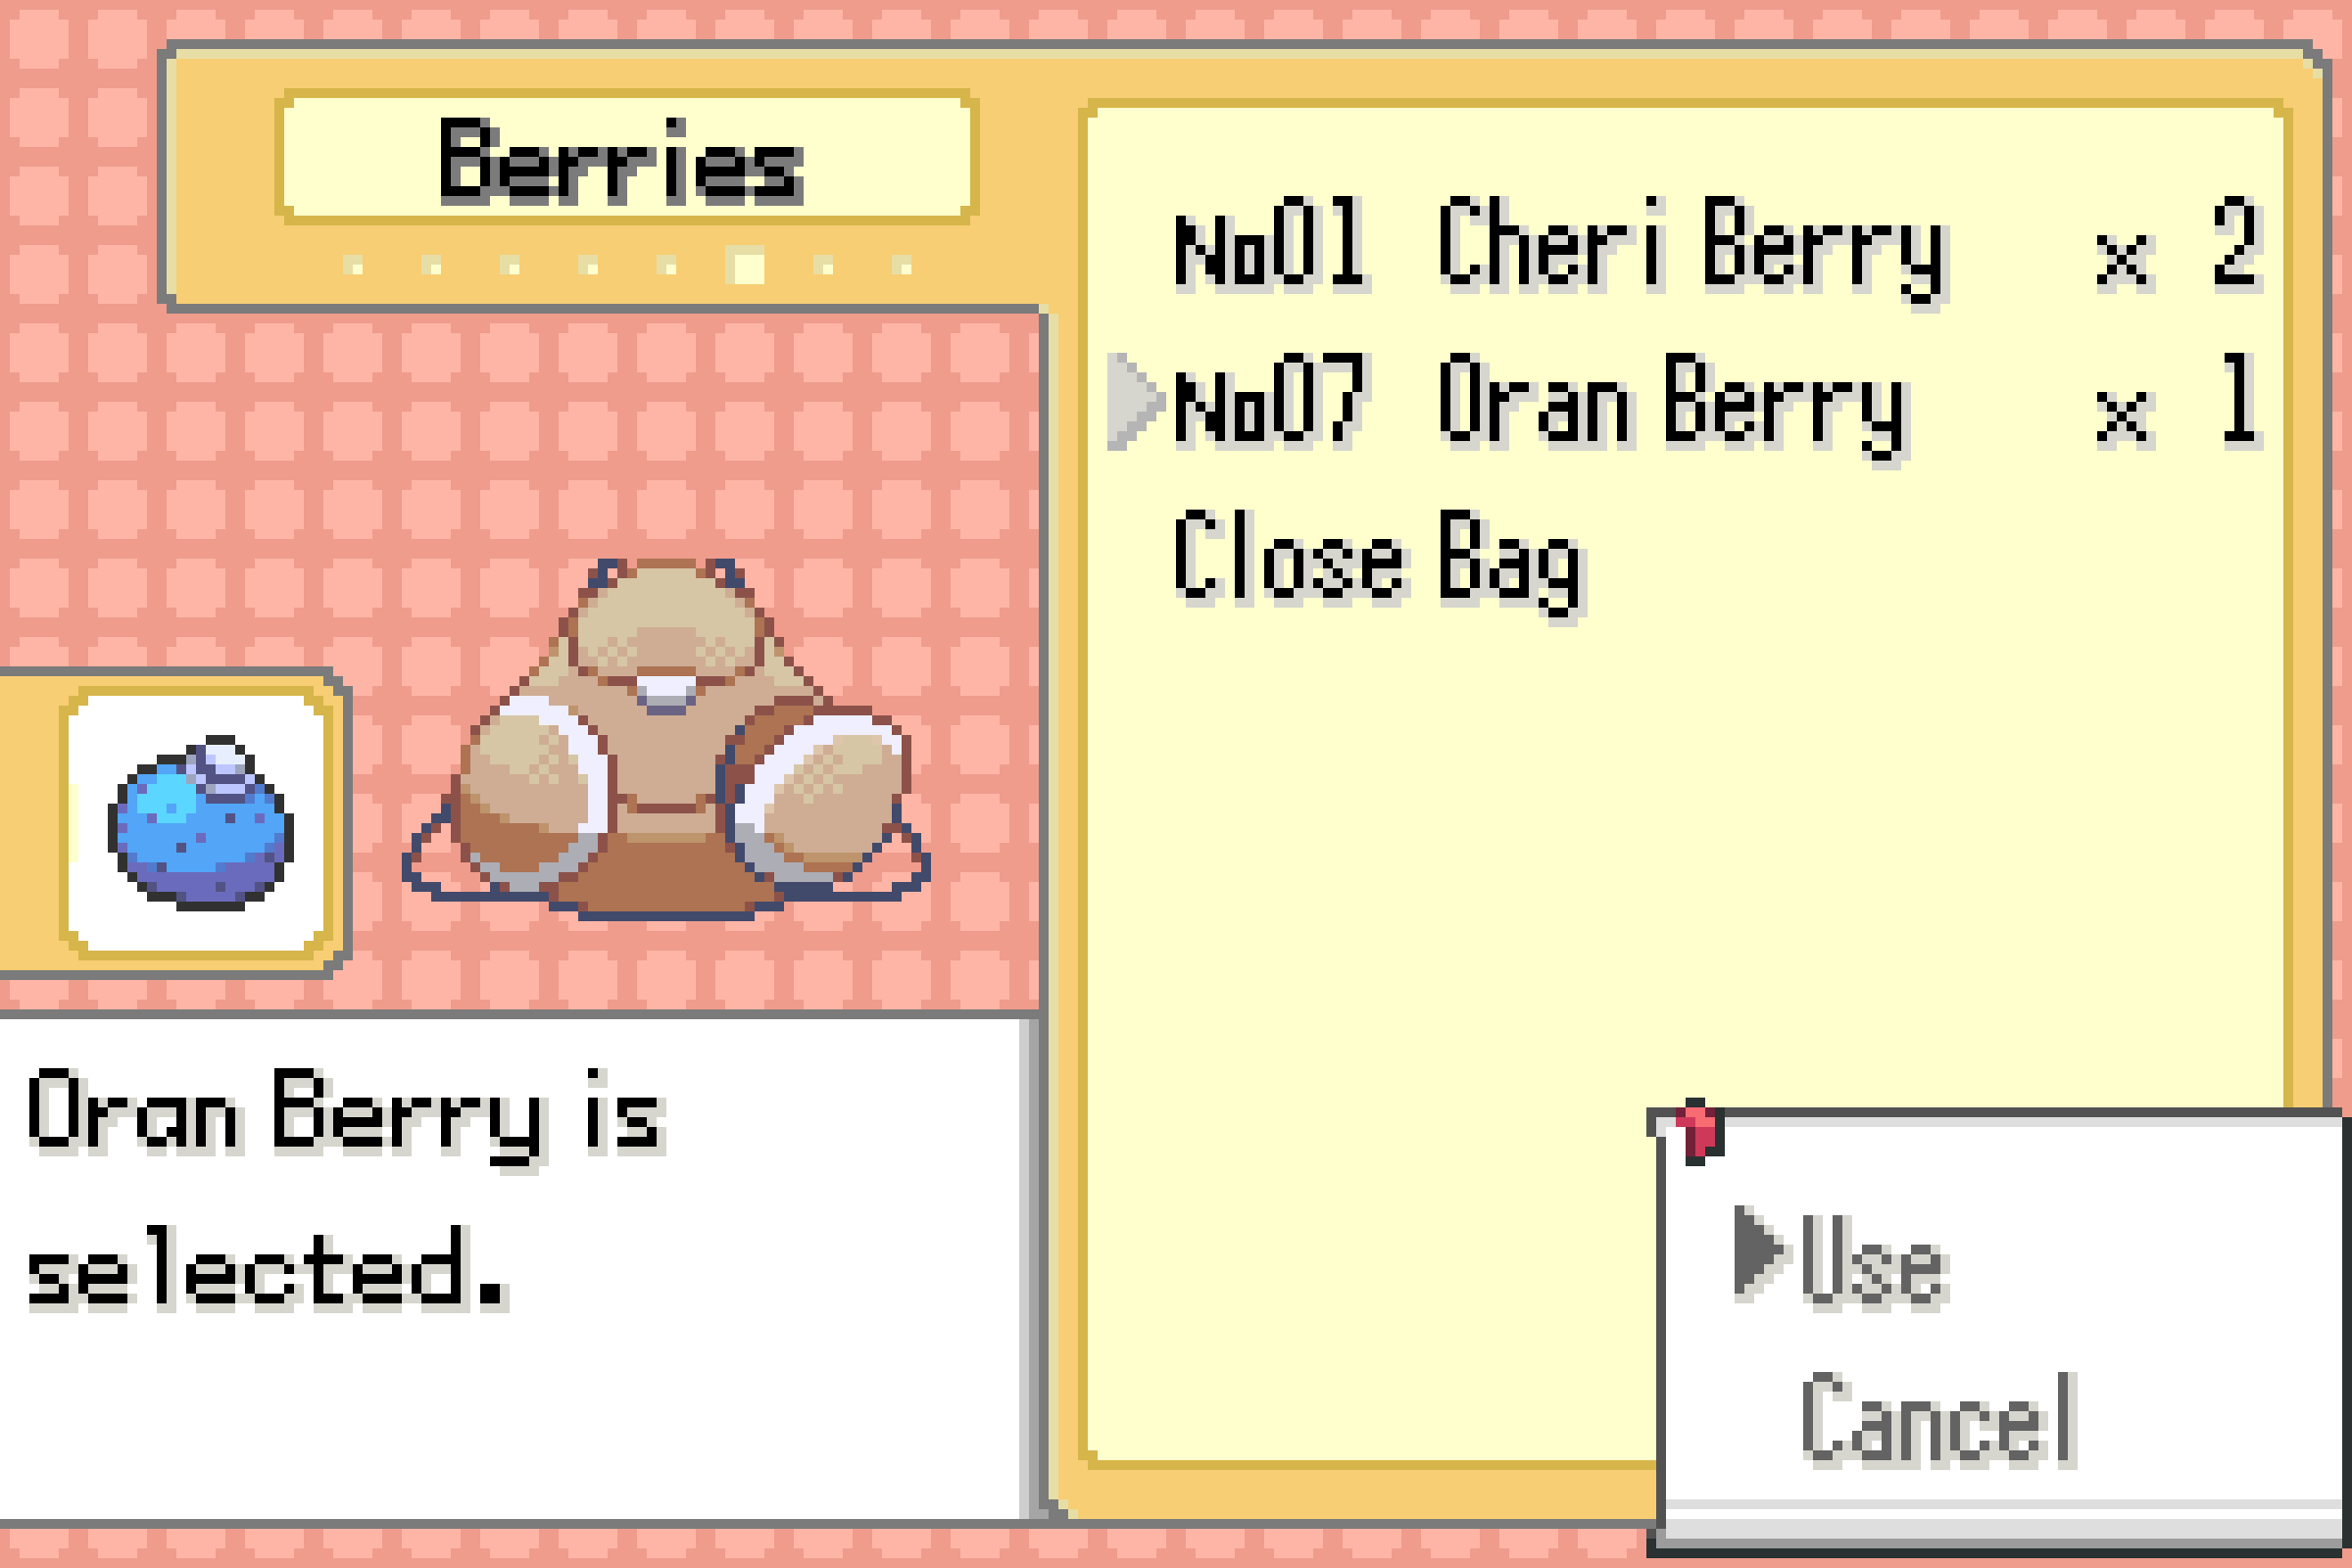 Berries
No01 Cheri Berry x 2
No07 Oran Berry x 1
Close Bag
Oran Berry is
selected.
Use
Cancel